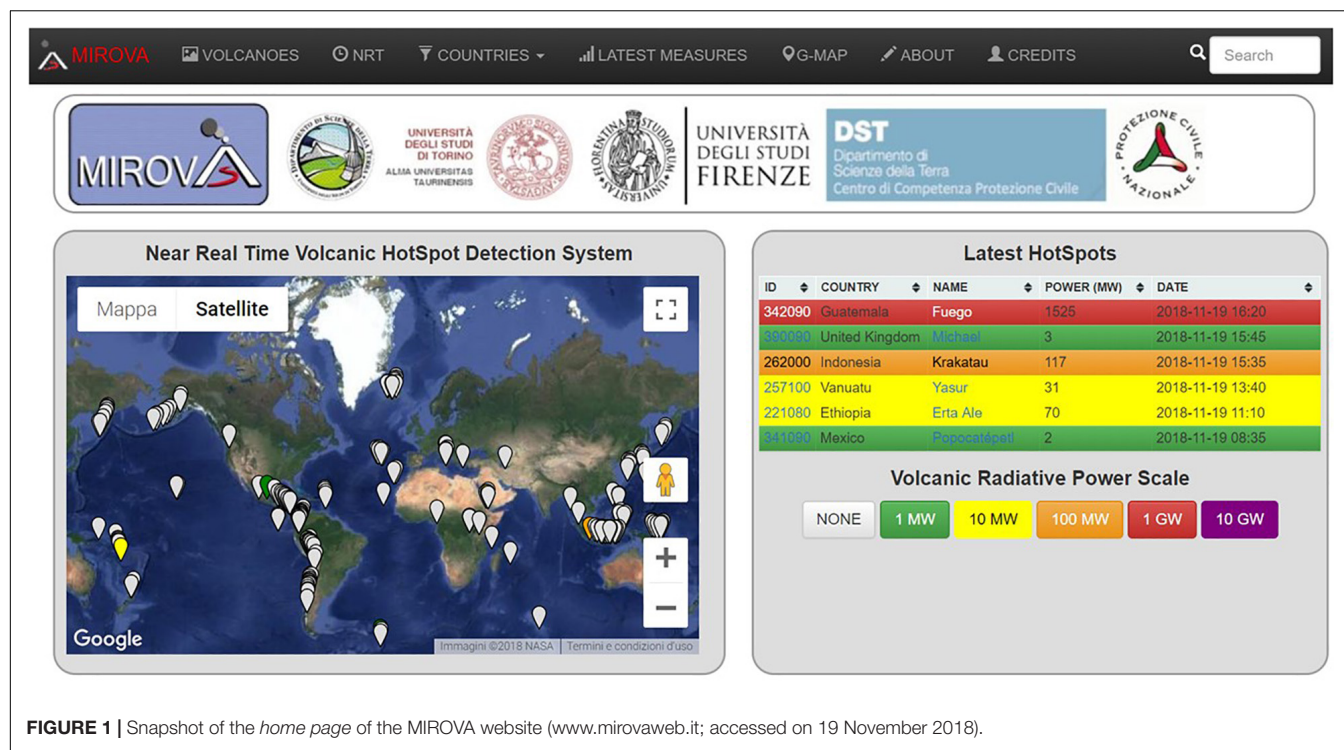 MIROVA VOLCANOES NRT COUNTRIES LATEST MEASURES G-MAP ABOUT CREDITS Search
MIROVA
DIPARTIMENTO DI SCIENZE DELLA TERRA
UNIVERSITÀ
DEGLI STUDI
DI TORINO
ALMA UNIVERSITAS
TAURINENSIS
UNIVERSITÀ
DEGLI STUDI
FIRENZE
DST
Dipartimento di
Scienze della Terra
Centro di Competenza Protezione Civile
PROTEZIONE CIVILE
NAZIONALE
Near Real Time Volcanic HotSpot Detection System
Mappa Satellite
Google
Immagini ©2018 NASA Termini e condizioni d'uso
Latest HotSpots
ID COUNTRY NAME POWER (MW) DATE
342090 Guatemala Fuego 1525 2018-11-19 16:20
390090 United Kingdom Michael 3 2018-11-19 15:45
262000 Indonesia Krakatau 117 2018-11-19 15:35
257100 Vanuatu Yasur 31 2018-11-19 13:40
221080 Ethiopia Erta Ale 70 2018-11-19 11:10
341090 Mexico Popocatépetl 2 2018-11-19 08:35
Volcanic Radiative Power Scale
NONE 1 MW 10 MW 100 MW 1 GW 10 GW
FIGURE 1 | Snapshot of the home page of the MIROVA website (www.mirovaweb.it; accessed on 19 November 2018).